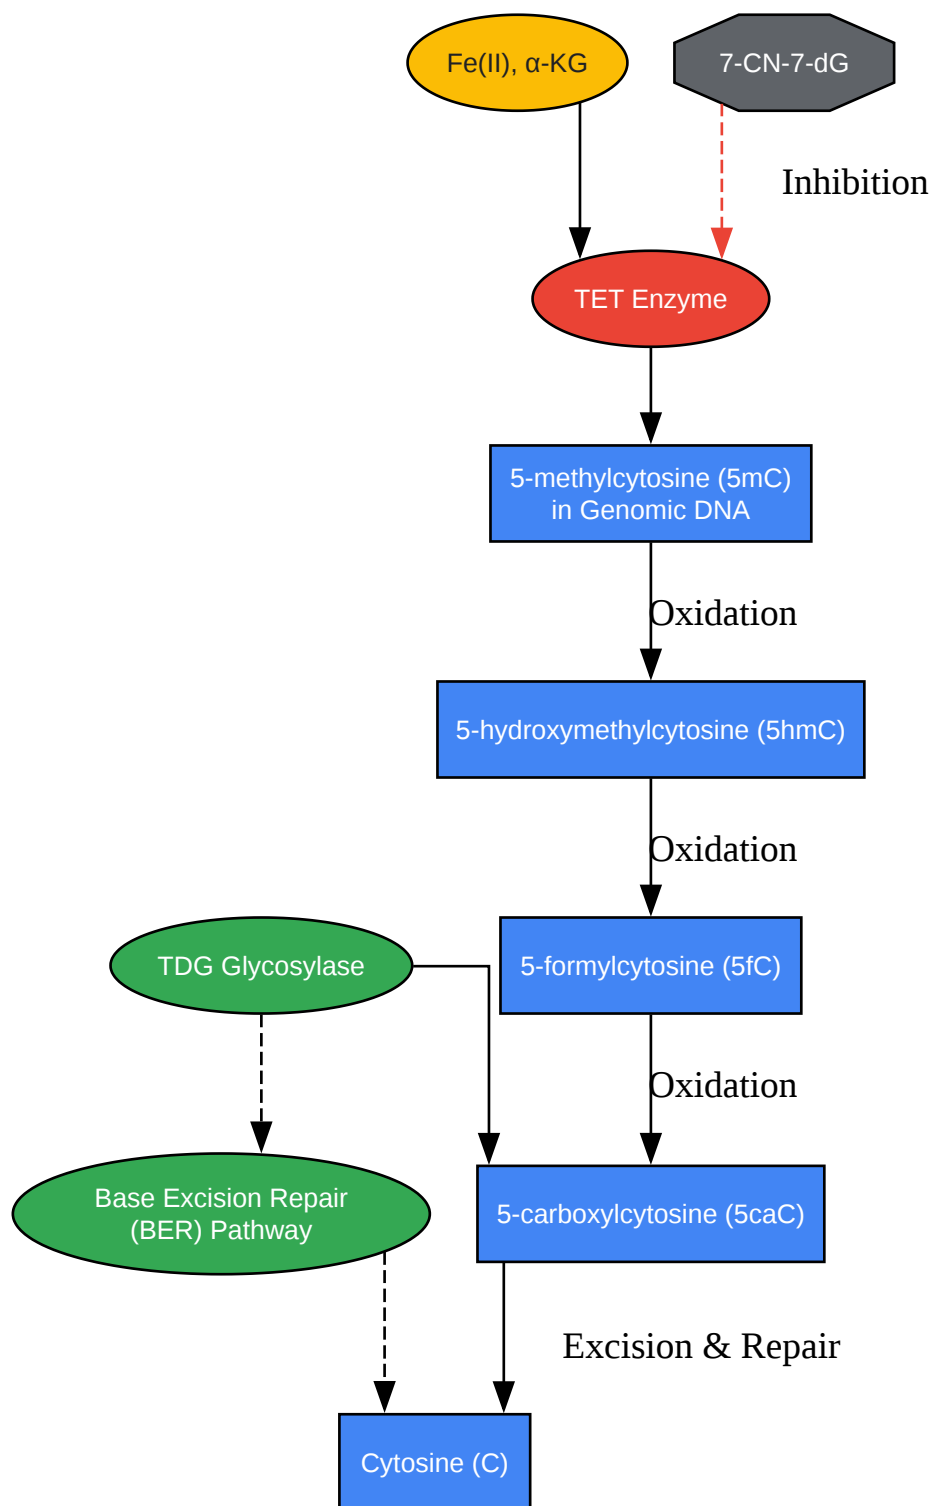 Fe(II), α-KG
7-CN-7-dG
Inhibition
TET Enzyme
5-methylcytosine (5mC)
in Genomic DNA
Oxidation
5-hydroxymethylcytosine (5hmC)
Oxidation
TDG Glycosylase
5-formylcytosine (5fC)
Oxidation
Base Excision Repair
(BER) Pathway
5-carboxylcytosine (5caC)
Excision & Repair
Cytosine (C)